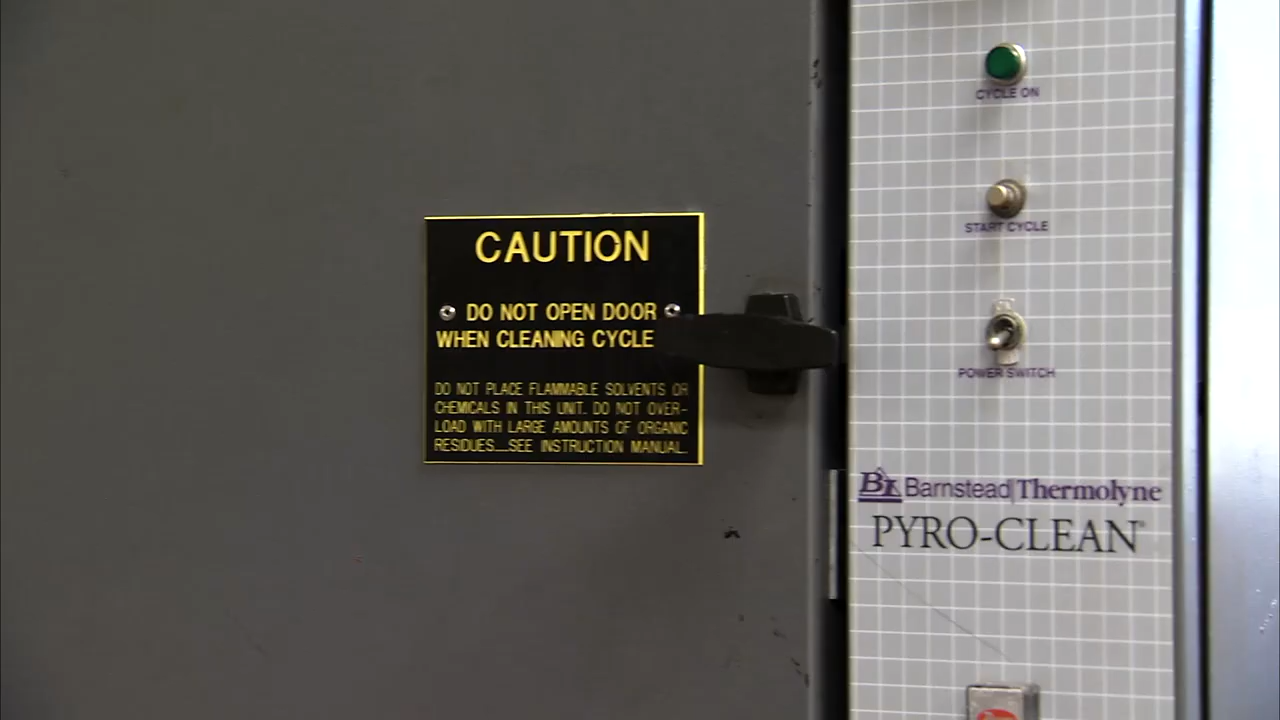 CAUTION
DO NOT OPEN DOOR
WHEN CLEANING CYCLE
DO NOT PLACE FLAMMABLE SOLVENTS OR
CHEMICALS IN THIS UNIT. DO NOT OVER-
LOAD WITH LARGE AMOUNTS OF ORGANIC
RESIDUES....SEE INSTRUCTION MANUAL.
CYCLE ON
START CYCLE
POWER SWITCH
BT Barnstead|Thermolyne
PYRO-CLEAN®